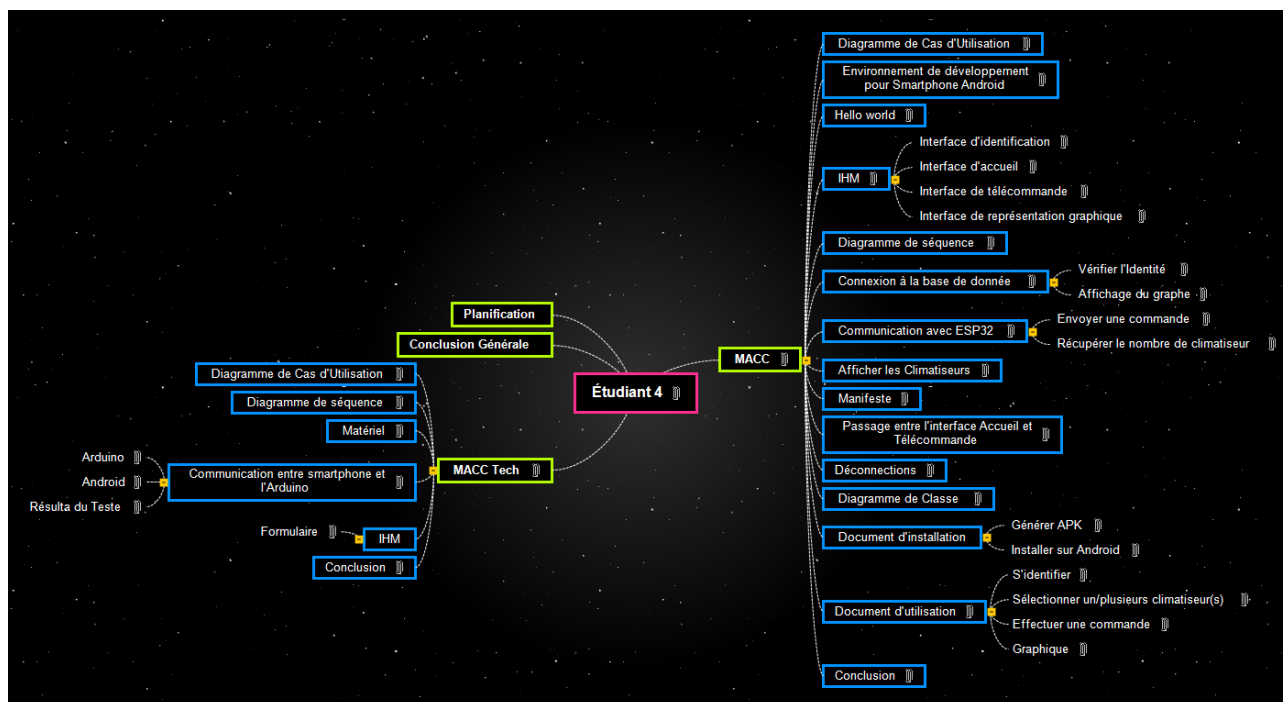 Étudiant 4
MACC
Diagramme de Cas d'Utilisation
Environnement de développement
pour Smartphone Android
Hello world
IHM
Interface d'identification
Interface d'accueil
Interface de télécommande
Interface de représentation graphique
Diagramme de séquence
Connexion à la base de donnée
Vérifier l'Identité
Affichage du graphe
Communication avec ESP32
Envoyer une commande
Récupérer le nombre de climatiseur
Afficher les Climatiseurs
Manifeste
Passage entre l'interface Accueil et
Télécommande
Déconnections
Diagramme de Classe
Document d'installation
Générer APK
Installer sur Android
Document d'utilisation
S'identifier
Sélectionner un/plusieurs climatiseur(s)
Effectuer une commande
Graphique
Conclusion
Planification
Conclusion Générale
MACC Tech
Diagramme de Cas d'Utilisation
Diagramme de séquence
Matériel
Communication entre smartphone et
l'Arduino
Arduino
Android
Résulta du Teste
IHM
Formulaire
Conclusion